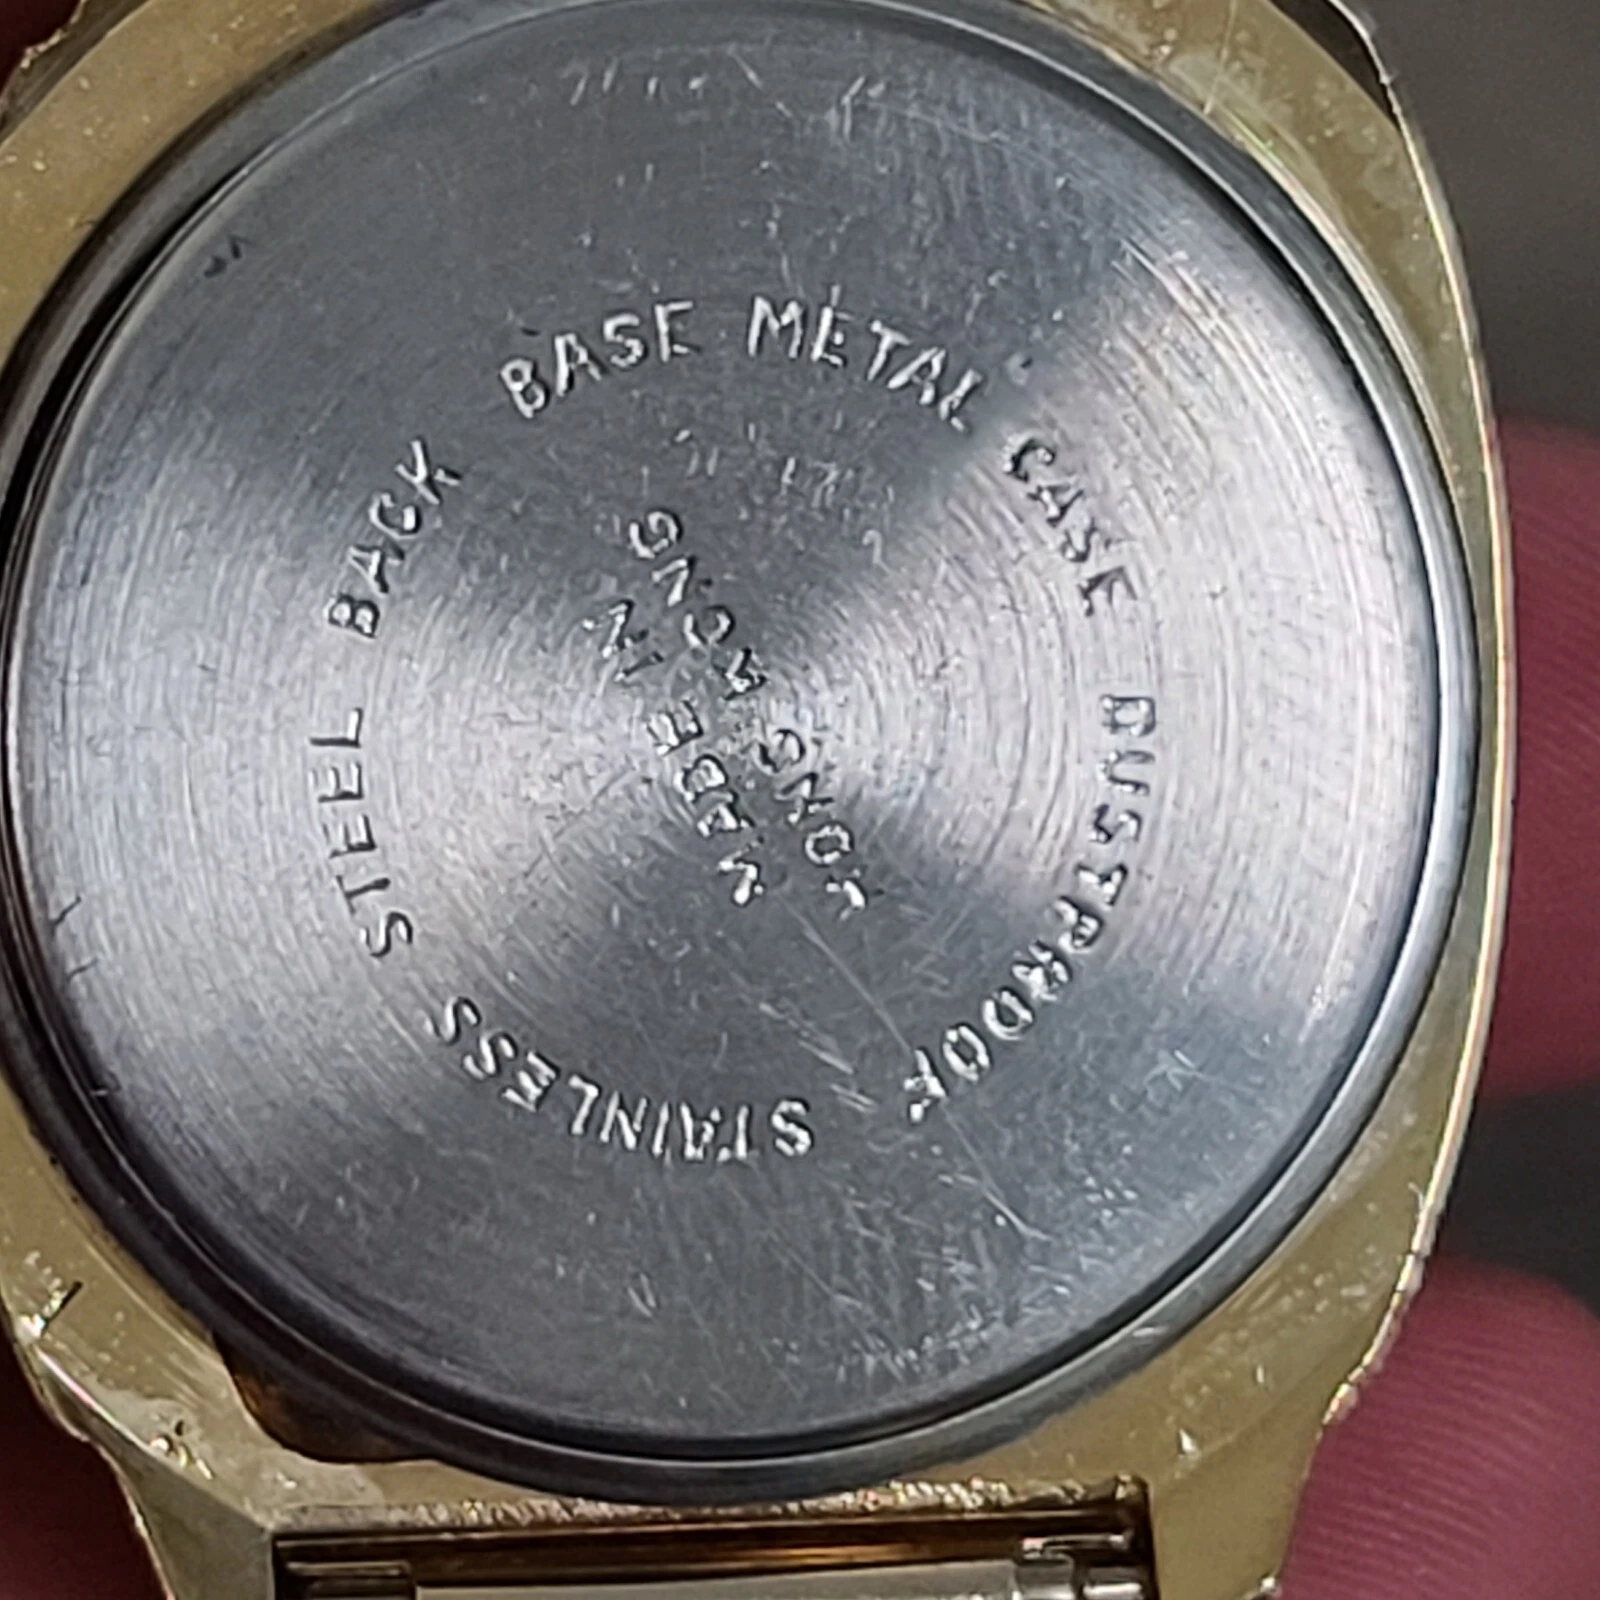 BASE METAL CASE DUSTPROOF STAINLESS STEEL BACK
MADE IN
HONG KONG